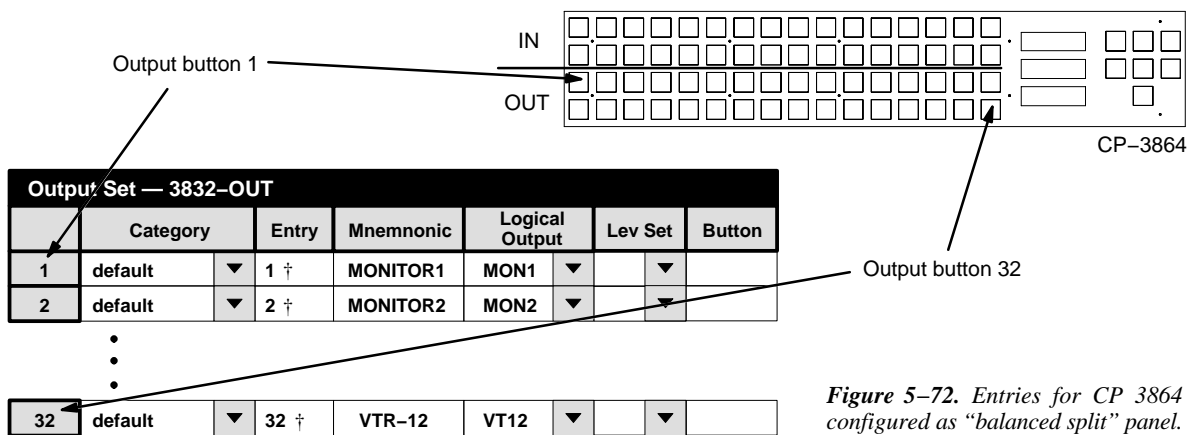 IN
Output button 1
OUT
CP–3864
Output Set — 3832–OUT
Category Entry Mnemnonic Logical Output Lev Set Button
1 default 1 † MONITOR1 MON1
Output button 32
2 default 2 † MONITOR2 MON2
32 default 32 † VTR–12 VT12
Figure 5–72. Entries for CP 3864
configured as “balanced split” panel.